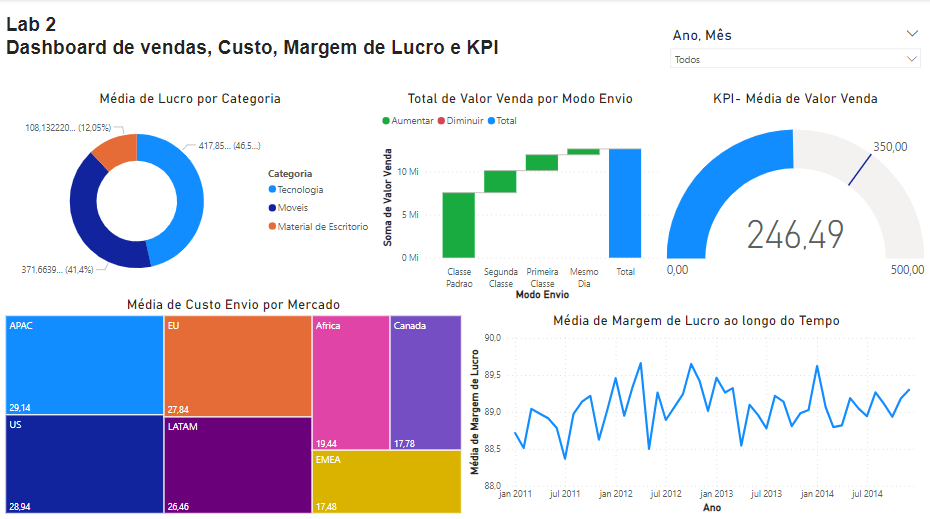 Lab 2
Dashboard de vendas, Custo, Margem de Lucro e KPI
Ano, Mês
Todos
Média de Lucro por Categoria
108,132220... (12,05%)
417,85... (46,5...)
371,6639... (41,4%)
Categoria
Tecnologia
Moveis
Material de Escritorio
Total de Valor Venda por Modo Envio
Aumentar Diminuir Total
Soma de Valor Venda
10 Mi
5 Mi
0 Mi
Classe Padrao
Segunda Classe
Primeira Classe
Mesmo Dia
Total
Modo Envio
KPI- Média de Valor Venda
350,00
246,49
0,00
500,00
Média de Custo Envio por Mercado
APAC
29,14
US
28,94
EU
27,84
LATAM
26,46
Africa
19,44
Canada
17,78
EMEA
17,48
Média de Margem de Lucro ao longo do Tempo
Média de Margem de Lucro
90,0
89,5
89,0
88,5
88,0
jan 2011 jul 2011 jan 2012 jul 2012 jan 2013 jul 2013 jan 2014 jul 2014
Ano